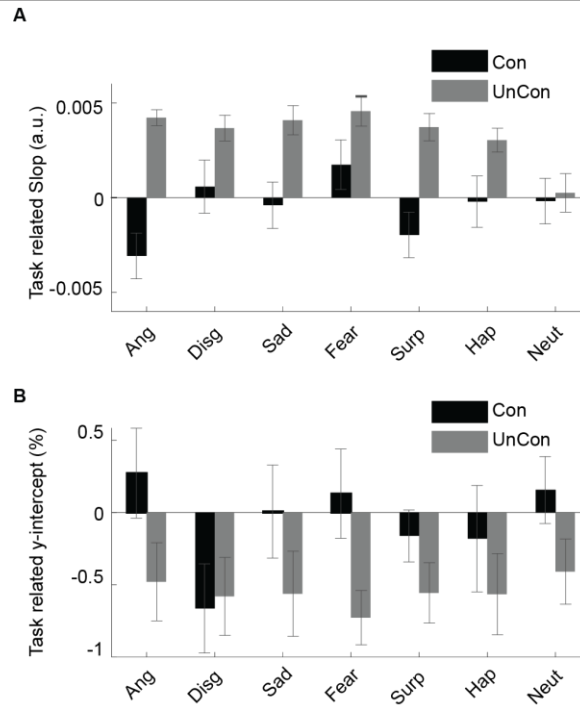 A
Con
UnCon
Task related Slop (a.u.)
0.005
0
-0.005
Ang Disg Sad Fear Surp Hap Neut
B
Con
UnCon
Task related y-intercept (%)
0.5
0
-0.5
-1
Ang Disg Sad Fear Surp Hap Neut